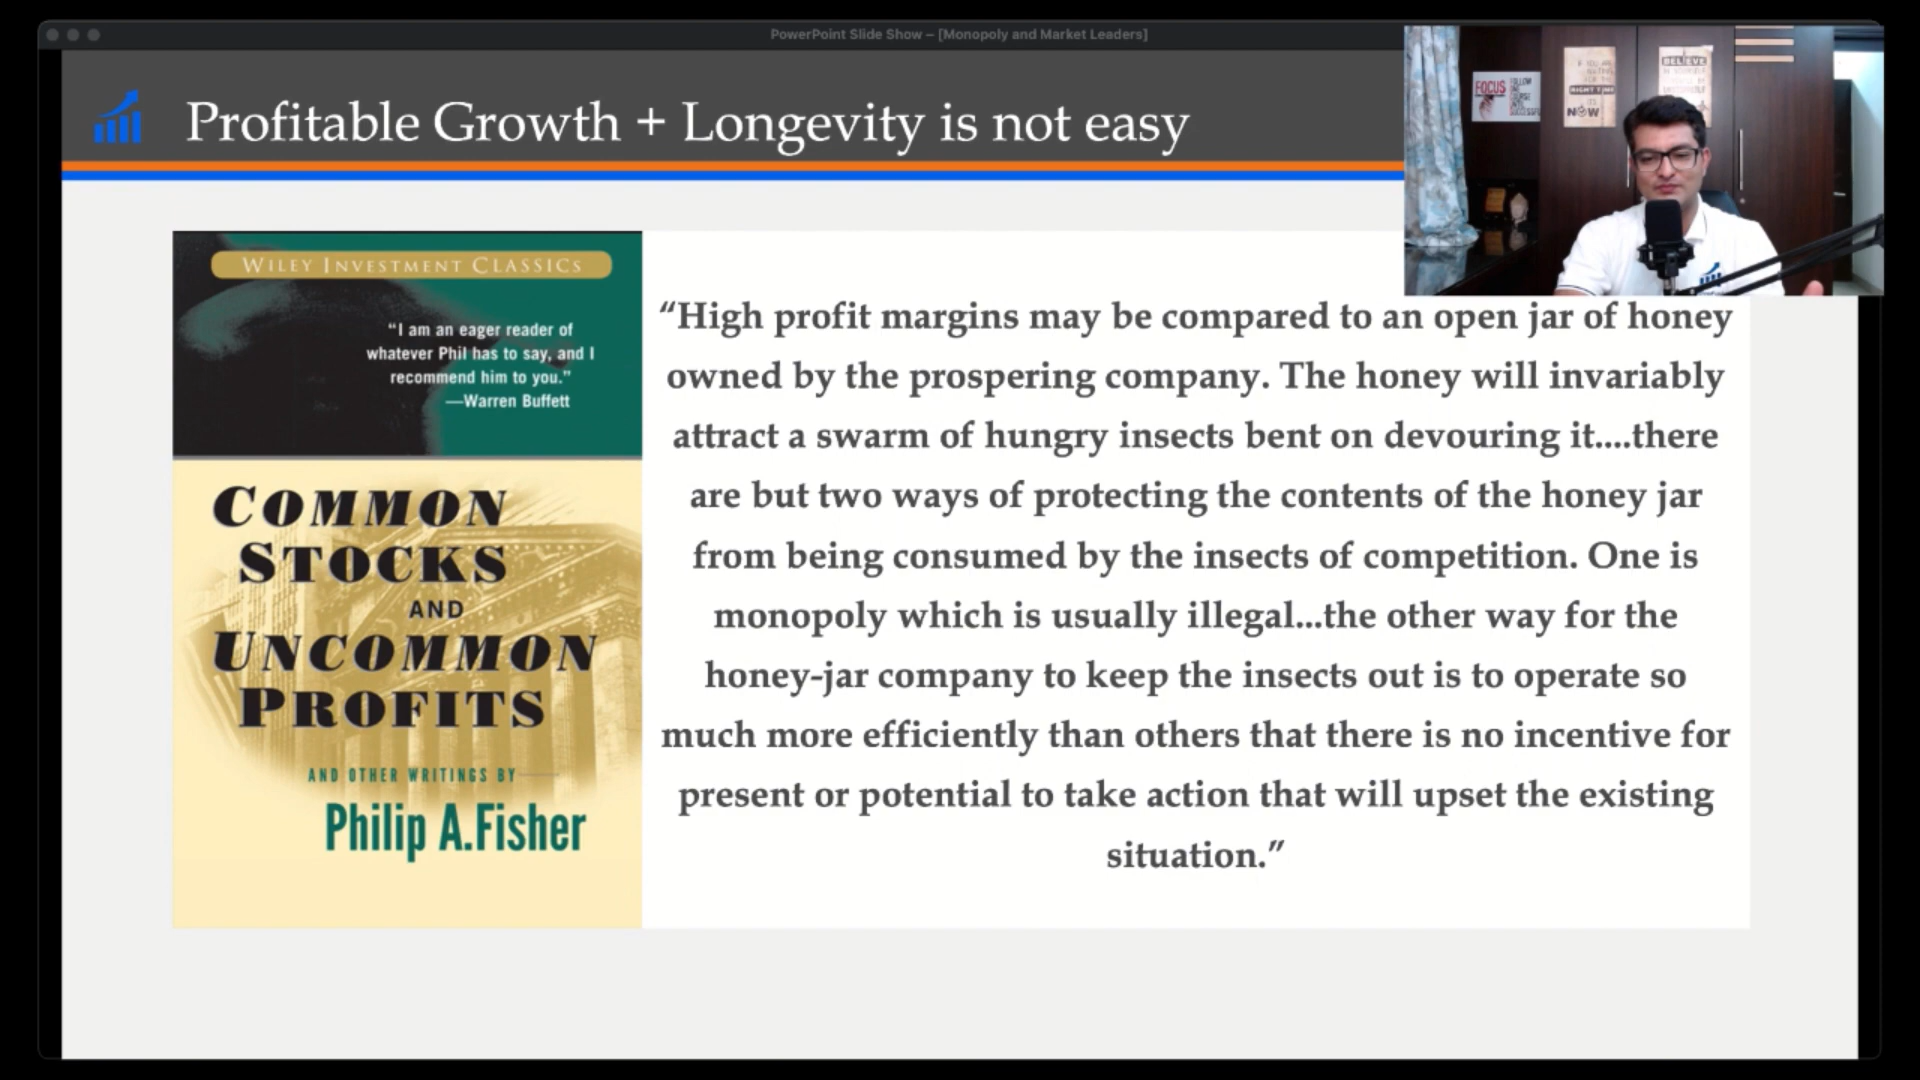 PowerPoint Slide Show – [Monopoly and Market Leaders]
Profitable Growth + Longevity is not easy
FOCUS
BELIEVE
RIGHT TIME
NOW
WILEY INVESTMENT CLASSICS
“I am an eager reader of
whatever Phil has to say, and I
recommend him to you.”
—Warren Buffett
COMMON
STOCKS
AND
UNCOMMON
PROFITS
AND OTHER WRITINGS BY
Philip A. Fisher
“High profit margins may be compared to an open jar of honey
owned by the prospering company. The honey will invariably
attract a swarm of hungry insects bent on devouring it....there
are but two ways of protecting the contents of the honey jar
from being consumed by the insects of competition. One is
monopoly which is usually illegal...the other way for the
honey-jar company to keep the insects out is to operate so
much more efficiently than others that there is no incentive for
present or potential to take action that will upset the existing
situation.”